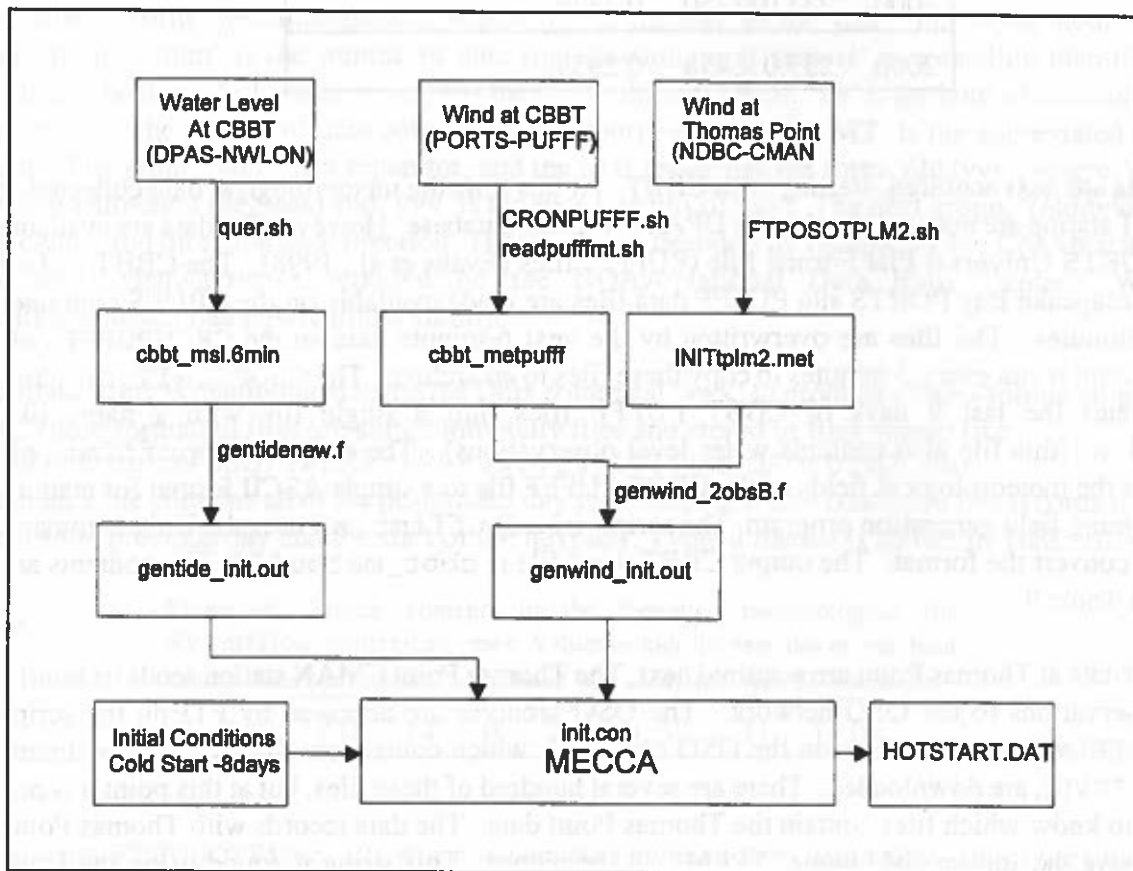 Water Level
At CBBT
(DPAS-NWLON)
Wind at CBBT
(PORTS-PUFFF)
Wind at
Thomas Point
(NDBC-CMAN
quer.sh
CRONPUFFF.sh
readpufffmt.sh
FTPOSOTPLM2.sh
cbbt_msl.6min
cbbt_metpufff
INITtplm2.met
gentidenew.f
genwind_2obsB.f
gentide_init.out
genwind_init.out
Initial Conditions
Cold Start -8days
init.con
MECCA
HOTSTART.DAT